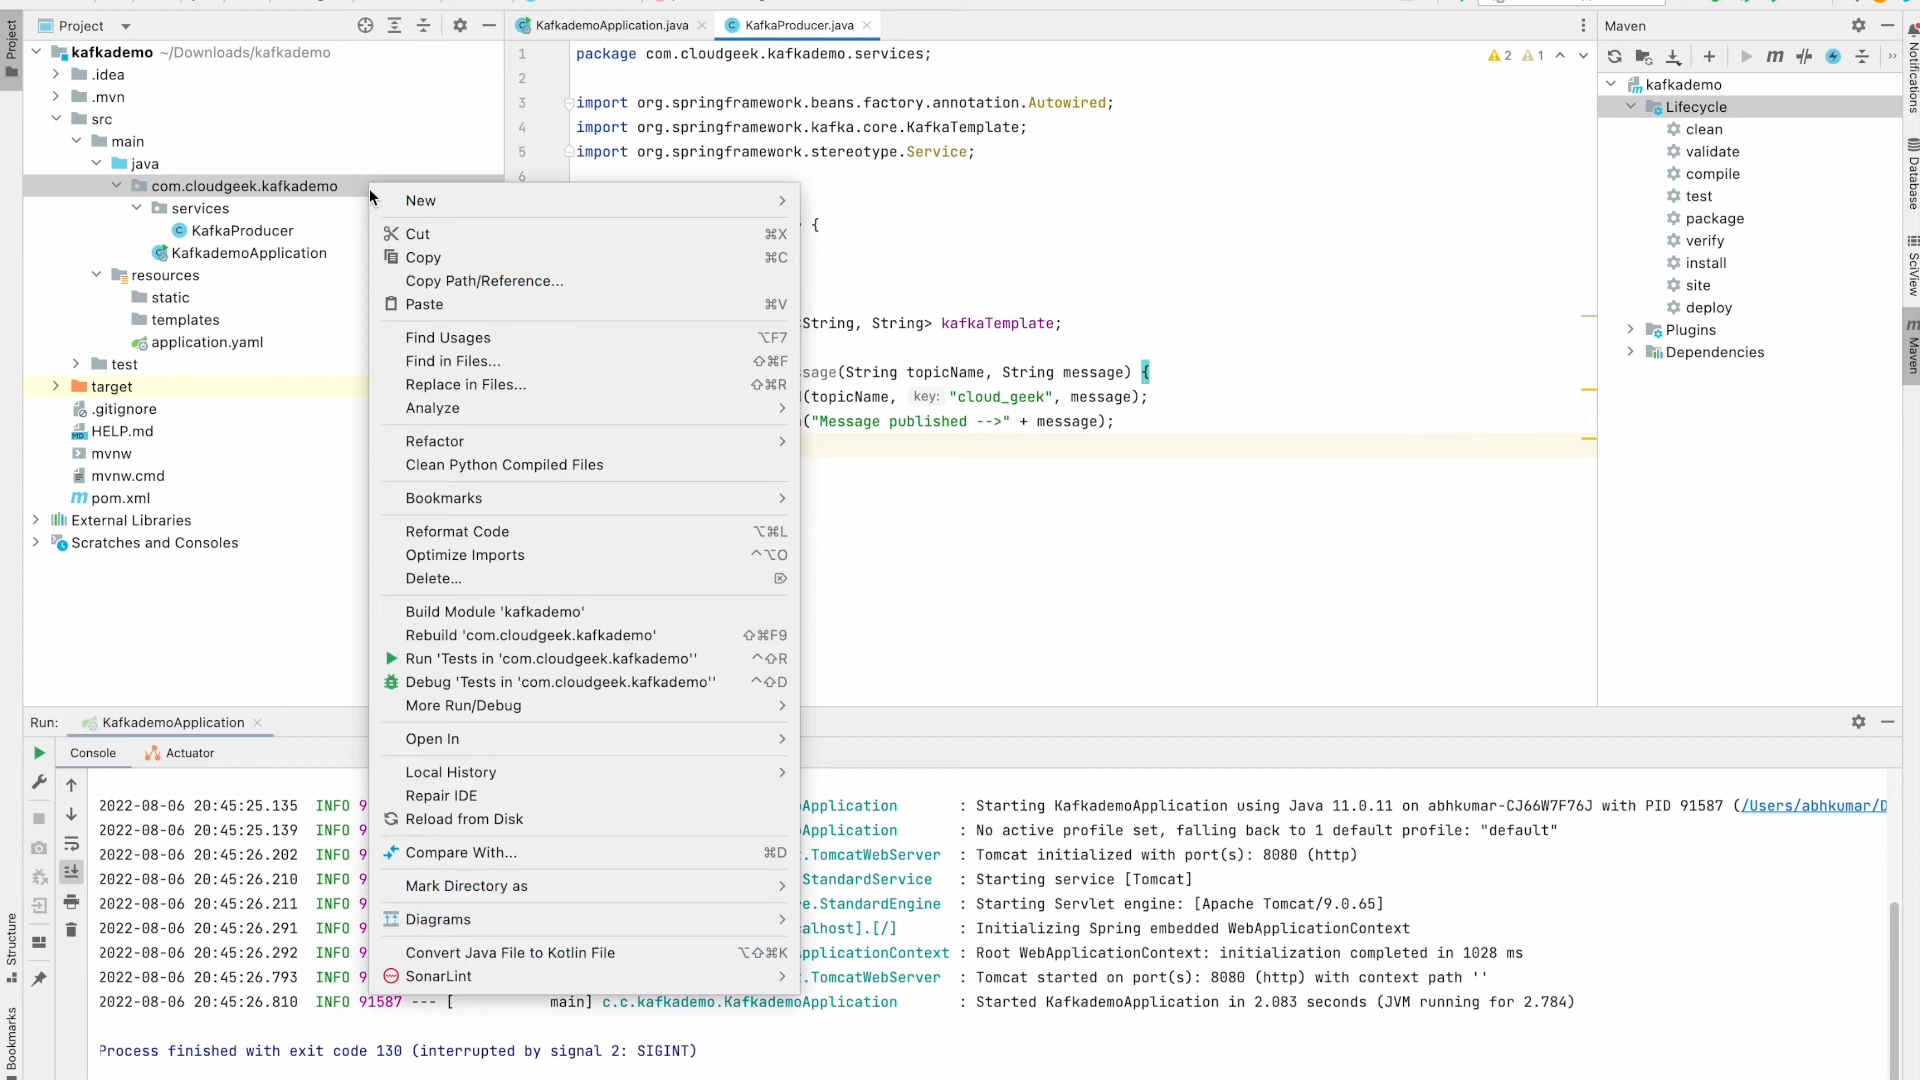 Project
KafkademoApplication.java
KafkaProducer.java
Maven
Project
Notifications
Database
SciView
Maven
kafkademo ~/Downloads/kafkademo
.idea
.mvn
src
main
java
com.cloudgeek.kafkademo
services
KafkaProducer
KafkademoApplication
resources
static
templates
application.yaml
test
target
.gitignore
HELP.md
mvnw
mvnw.cmd
pom.xml
External Libraries
Scratches and Consoles
1 package com.cloudgeek.kafkademo.services;
2
3 import org.springframework.beans.factory.annotation.Autowired;
4 import org.springframework.kafka.core.KafkaTemplate;
5 import org.springframework.stereotype.Service;
6
{
String, String> kafkaTemplate;
sage(String topicName, String message) {
(topicName, key: "cloud_geek", message);
("Message published -->" + message);
2 1
New
Cut ⌘X
Copy ⌘C
Copy Path/Reference...
Paste ⌘V
Find Usages ⌥F7
Find in Files... ⇧⌘F
Replace in Files... ⇧⌘R
Analyze
Refactor
Clean Python Compiled Files
Bookmarks
Reformat Code ⌥⌘L
Optimize Imports ^⌥O
Delete... ⌦
Build Module 'kafkademo'
Rebuild 'com.cloudgeek.kafkademo' ⇧⌘F9
Run 'Tests in 'com.cloudgeek.kafkademo'' ^⇧R
Debug 'Tests in 'com.cloudgeek.kafkademo'' ^⇧D
More Run/Debug
Open In
Local History
Repair IDE
Reload from Disk
Compare With... ⌘D
Mark Directory as
Diagrams
Convert Java File to Kotlin File ⌥⇧⌘K
SonarLint
kafkademo
Lifecycle
clean
validate
compile
test
package
verify
install
site
deploy
Plugins
Dependencies
Run: KafkademoApplication
Console Actuator
Structure
Bookmarks
2022-08-06 20:45:25.135 INFO 9 Application : Starting KafkademoApplication using Java 11.0.11 on abhkumar-CJ66W7F76J with PID 91587 (/Users/abhkumar/D
2022-08-06 20:45:25.139 INFO 9 Application : No active profile set, falling back to 1 default profile: "default"
2022-08-06 20:45:26.202 INFO 9 .TomcatWebServer : Tomcat initialized with port(s): 8080 (http)
2022-08-06 20:45:26.210 INFO 9 StandardService : Starting service [Tomcat]
2022-08-06 20:45:26.211 INFO 9 e.StandardEngine : Starting Servlet engine: [Apache Tomcat/9.0.65]
2022-08-06 20:45:26.291 INFO 9 alhost].[/] : Initializing Spring embedded WebApplicationContext
2022-08-06 20:45:26.292 INFO 9 pplicationContext : Root WebApplicationContext: initialization completed in 1028 ms
2022-08-06 20:45:26.793 INFO 9 .TomcatWebServer : Tomcat started on port(s): 8080 (http) with context path ''
2022-08-06 20:45:26.810 INFO 91587 --- [ main] c.c.kafkademo.KafkademoApplication : Started KafkademoApplication in 2.083 seconds (JVM running for 2.784)
Process finished with exit code 130 (interrupted by signal 2: SIGINT)